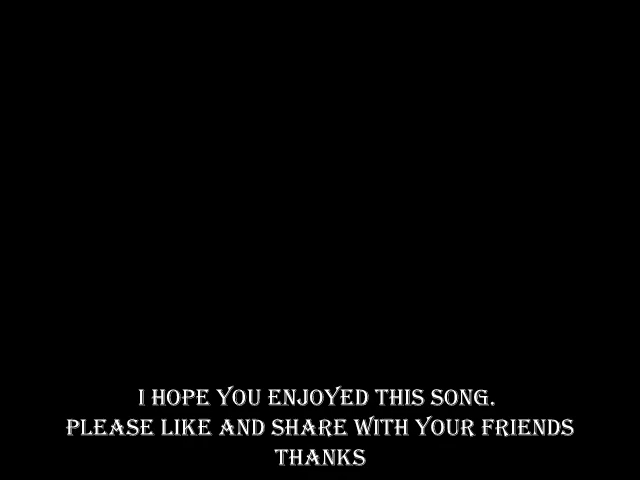 I HOPE YOU ENJOYED THIS SONG.
PLEASE LIKE AND SHARE WITH YOUR FRIENDS
THANKS